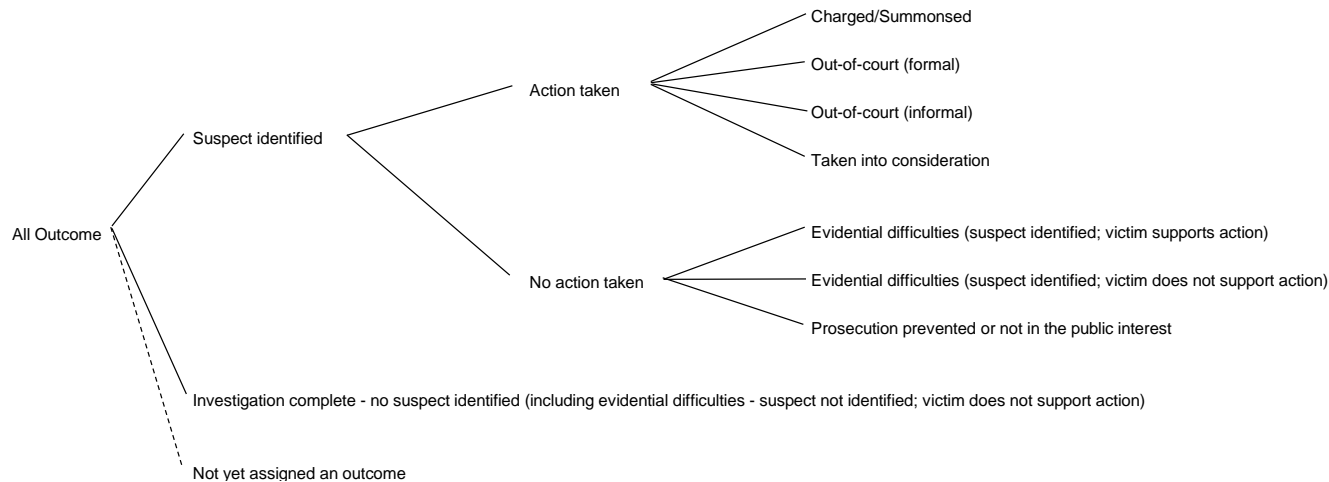 Charged/Summonsed
Out-of-court (formal)
Action taken
Out-of-court (informal)
Suspect identified
Taken into consideration
All Outcome
Evidential difficulties (suspect identified; victim supports action)
No action taken
Evidential difficulties (suspect identified; victim does not support action)
Prosecution prevented or not in the public interest
Investigation complete - no suspect identified (including evidential difficulties - suspect not identified; victim does not support action)
Not yet assigned an outcome